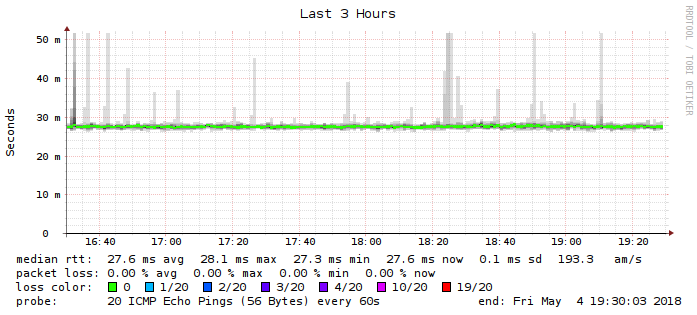 Last 3 Hours
RRDTOOL / TOBI OETIKER
Seconds
50 m
40 m
30 m
20 m
10 m
0
16:40 17:00 17:20 17:40 18:00 18:20 18:40 19:00 19:20
median rtt: 27.6 ms avg 28.1 ms max 27.3 ms min 27.6 ms now 0.1 ms sd 193.3 am/s
packet loss: 0.00 % avg 0.00 % max 0.00 % min 0.00 % now
loss color: 0 1/20 2/20 3/20 4/20 10/20 19/20
probe: 20 ICMP Echo Pings (56 Bytes) every 60s end: Fri May 4 19:30:03 2018